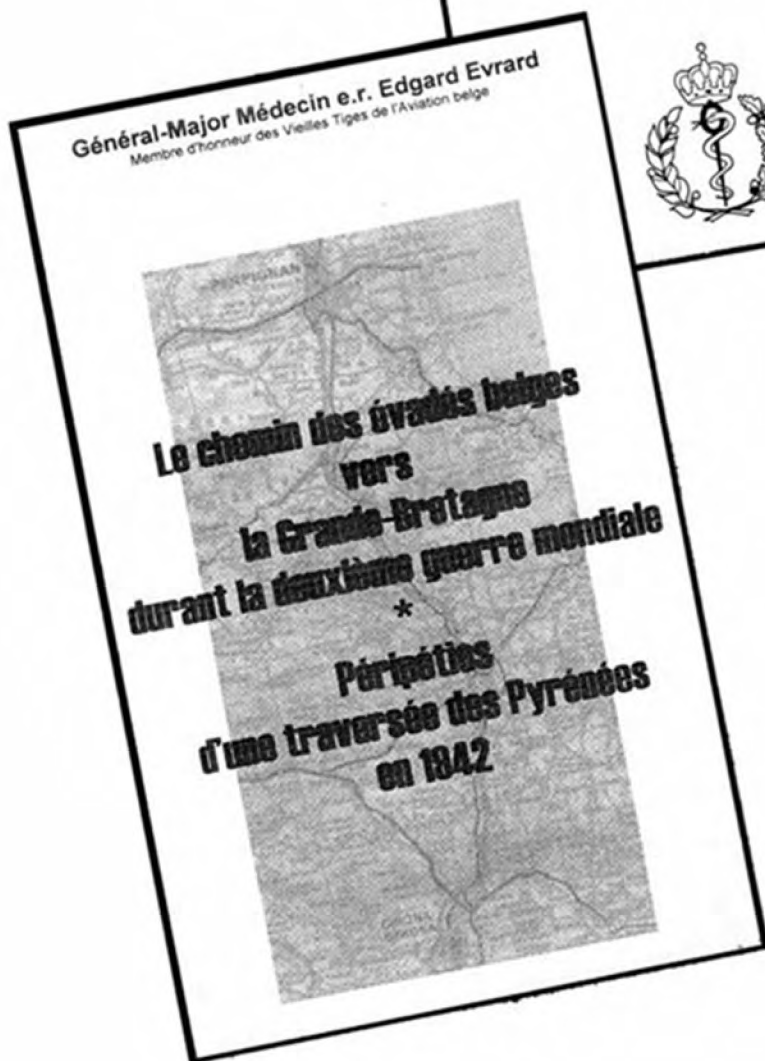 Général-Major Médecin e.r. Edgard Evrard
Membre d'honneur des Vieilles Tiges de l'Aviation belge
PERPIGNAN
Le chemin des évadés belges
vers
la Grande-Bretagne
durant la deuxième guerre mondiale
*
Péripéties
d'une traversée des Pyrénées
en 1942